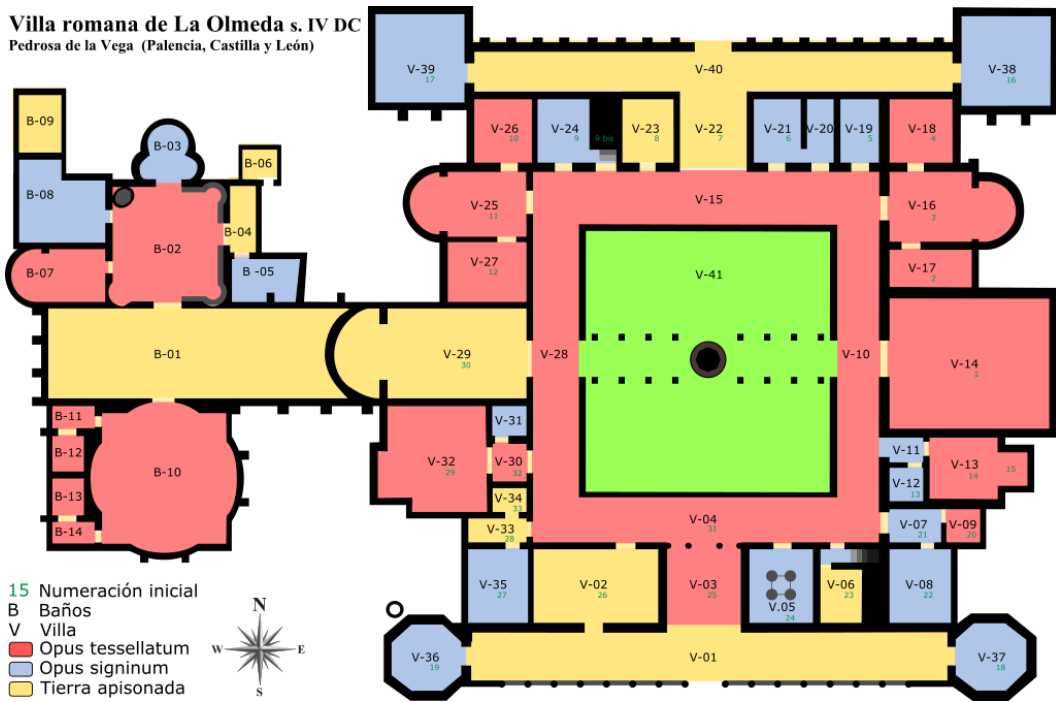 Villa romana de La Olmeda s. IV DC
Pedrosa de la Vega (Palencia, Castilla y León)
V-39
17
V-40
V-38
16
B-09
V-26
10
V-24
9
9 bis
V-23
8
V-22
7
V-21
6
V-20
V-19
5
V-18
4
B-03
B-06
B-08
V-25
11
V-15
V-16
3
B-02
B-04
B-07
B -05
V-27
12
V-41
V-17
2
B-01
V-29
30
V-28
V-10
V-14
1
B-11
V-31
B-12
V-32
29
V-30
32
V-11
V-13
14
15
B-10
V-12
13
B-13
V-34
33
B-14
V-33
28
V-04
31
V-07
21
V-09
20
V-35
27
V-02
26
V-03
25
V.05
24
V-06
23
V-08
22
15 Numeración inicial
B Baños
V Villa
Opus tessellatum
Opus signinum
Tierra apisonada
N
W
E
S
V-36
19
V-01
V-37
18